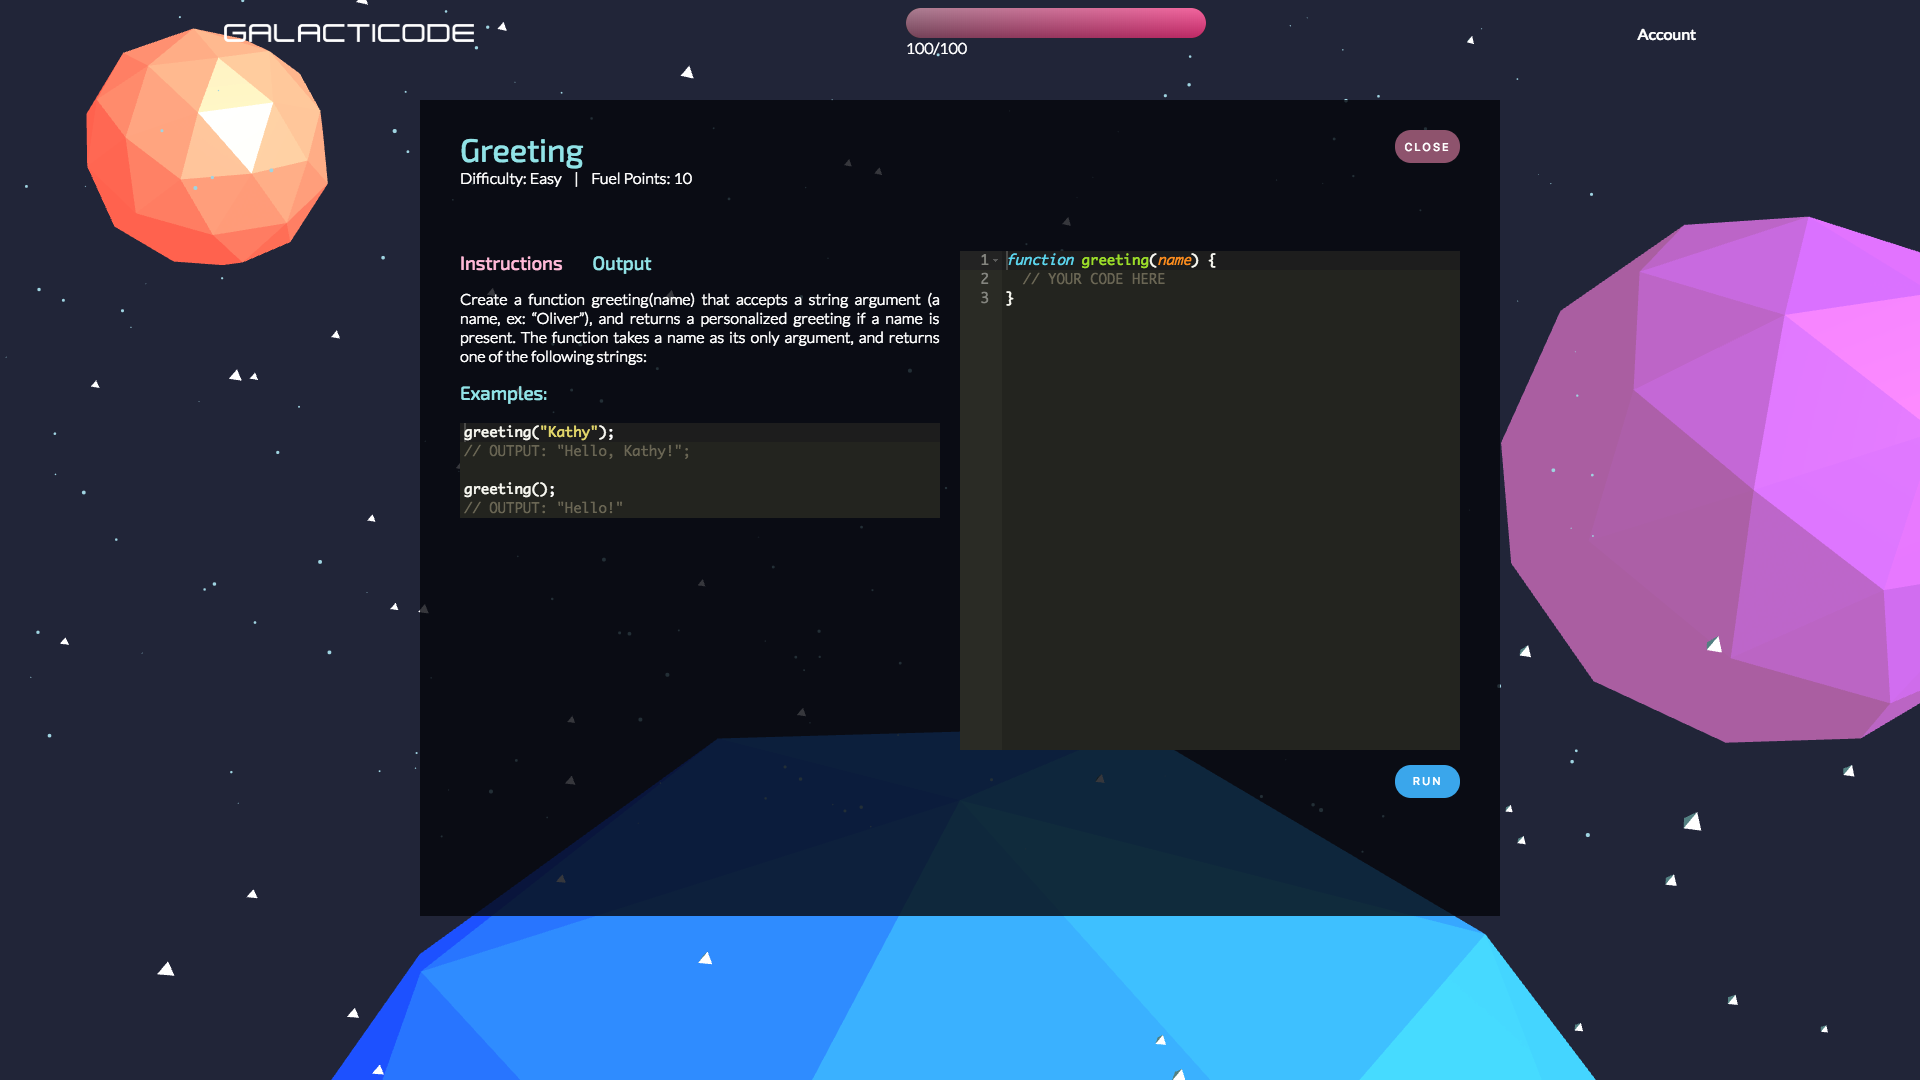 GALACTICODE
100/100
Account
Greeting
CLOSE
Difficulty: Easy | Fuel Points: 10
Instructions Output
Create a function greeting(name) that accepts a string argument (a
name, ex: “Oliver”), and returns a personalized greeting if a name is
present. The function takes a name as its only argument, and returns
one of the following strings:
Examples:
greeting("Kathy");
// OUTPUT: "Hello, Kathy!";
greeting();
// OUTPUT: "Hello!"
1 function greeting(name) {
2 // YOUR CODE HERE
3 }
RUN